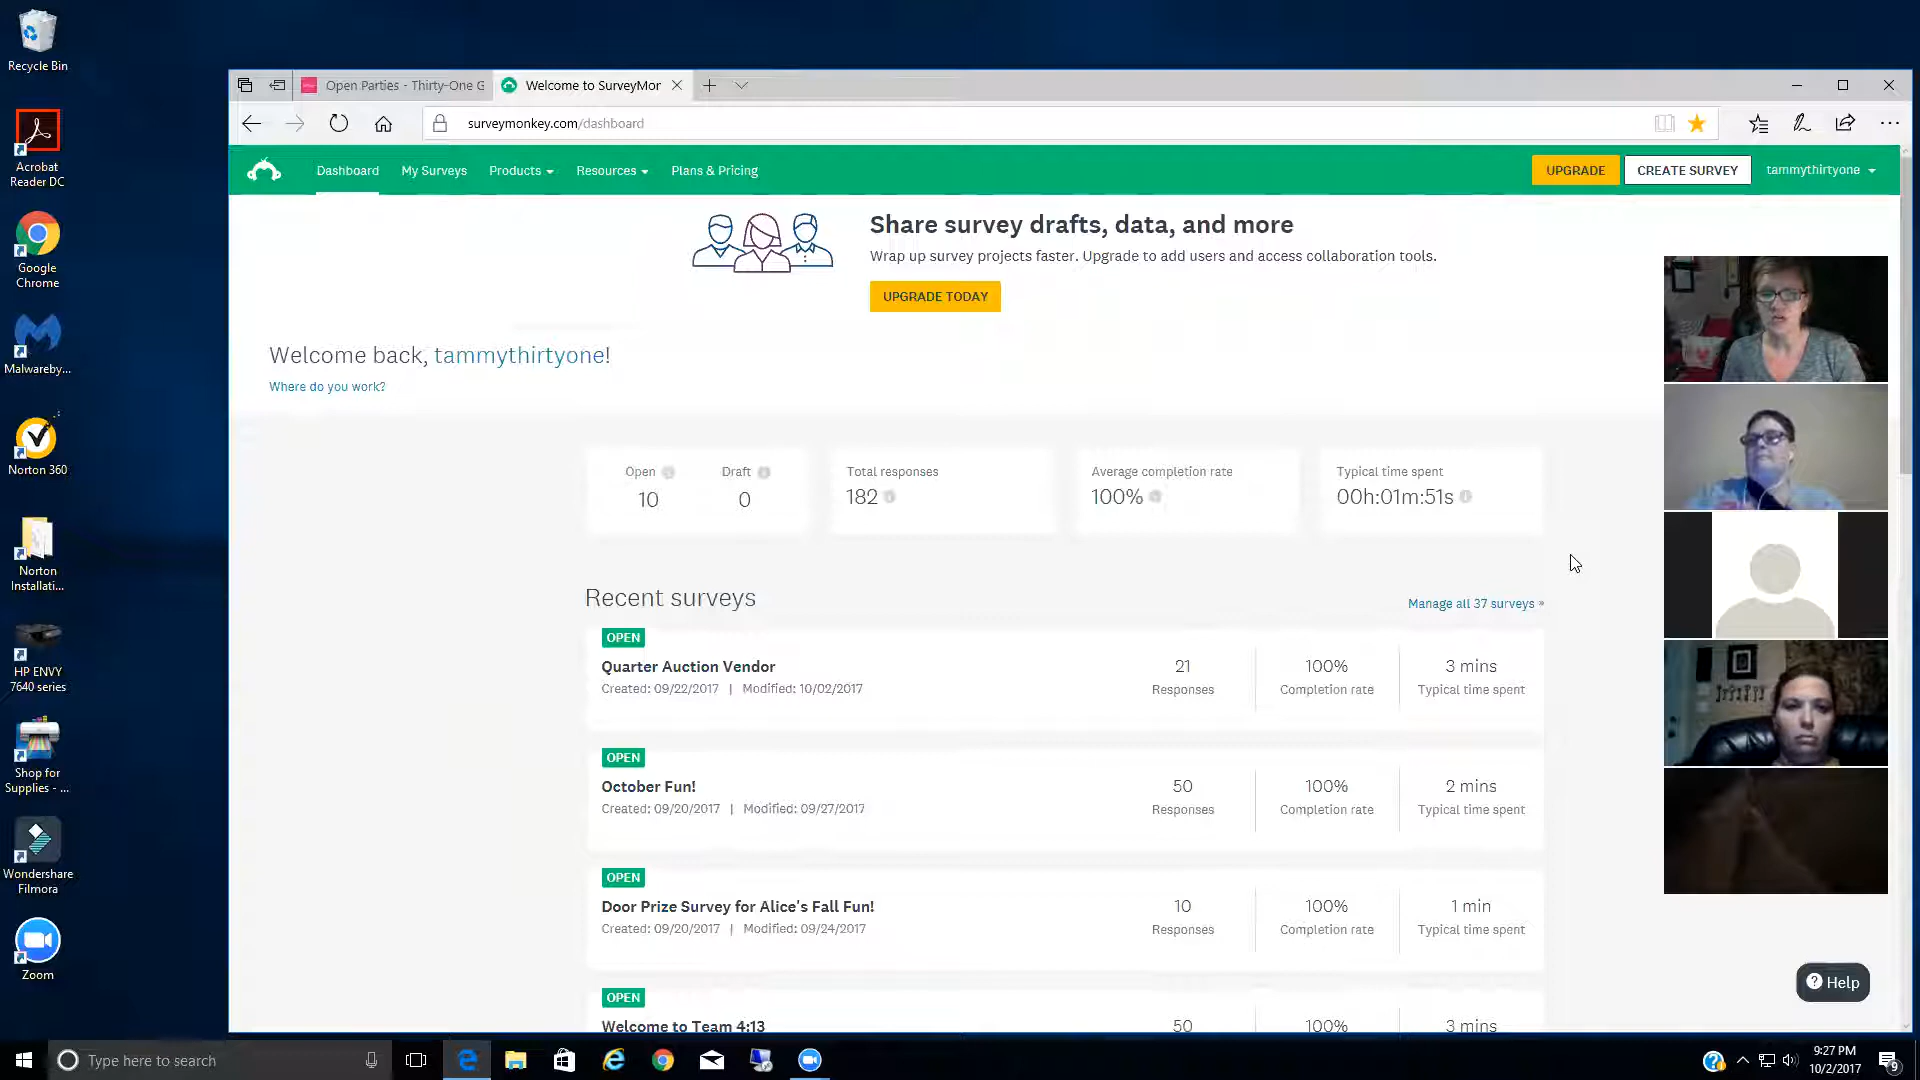 Recycle Bin
Acrobat
Reader DC
Google
Chrome
Malwareby...
Norton 360
Norton
Installati...
HP ENVY
7640 series
Shop for
Supplies - ...
Wondershare
Filmora
Zoom
Open Parties - Thirty-One G
Welcome to SurveyMor
surveymonkey.com/dashboard
Dashboard
My Surveys
Products
Resources
Plans & Pricing
UPGRADE
CREATE SURVEY
tammythirtyone
Share survey drafts, data, and more
Wrap up survey projects faster. Upgrade to add users and access collaboration tools.
UPGRADE TODAY
Welcome back, tammythirtyone!
Where do you work?
Open
10
Draft
0
Total responses
182
Average completion rate
100%
Typical time spent
00h:01m:51s
Recent surveys
Manage all 37 surveys »
OPEN
Quarter Auction Vendor
Created: 09/22/2017 | Modified: 10/02/2017
21
Responses
100%
Completion rate
3 mins
Typical time spent
OPEN
October Fun!
Created: 09/20/2017 | Modified: 09/27/2017
50
Responses
100%
Completion rate
2 mins
Typical time spent
OPEN
Door Prize Survey for Alice's Fall Fun!
Created: 09/20/2017 | Modified: 09/24/2017
10
Responses
100%
Completion rate
1 min
Typical time spent
OPEN
Welcome to Team 4:13
50
100%
3 mins
Help
Type here to search
9:27 PM
10/2/2017
9